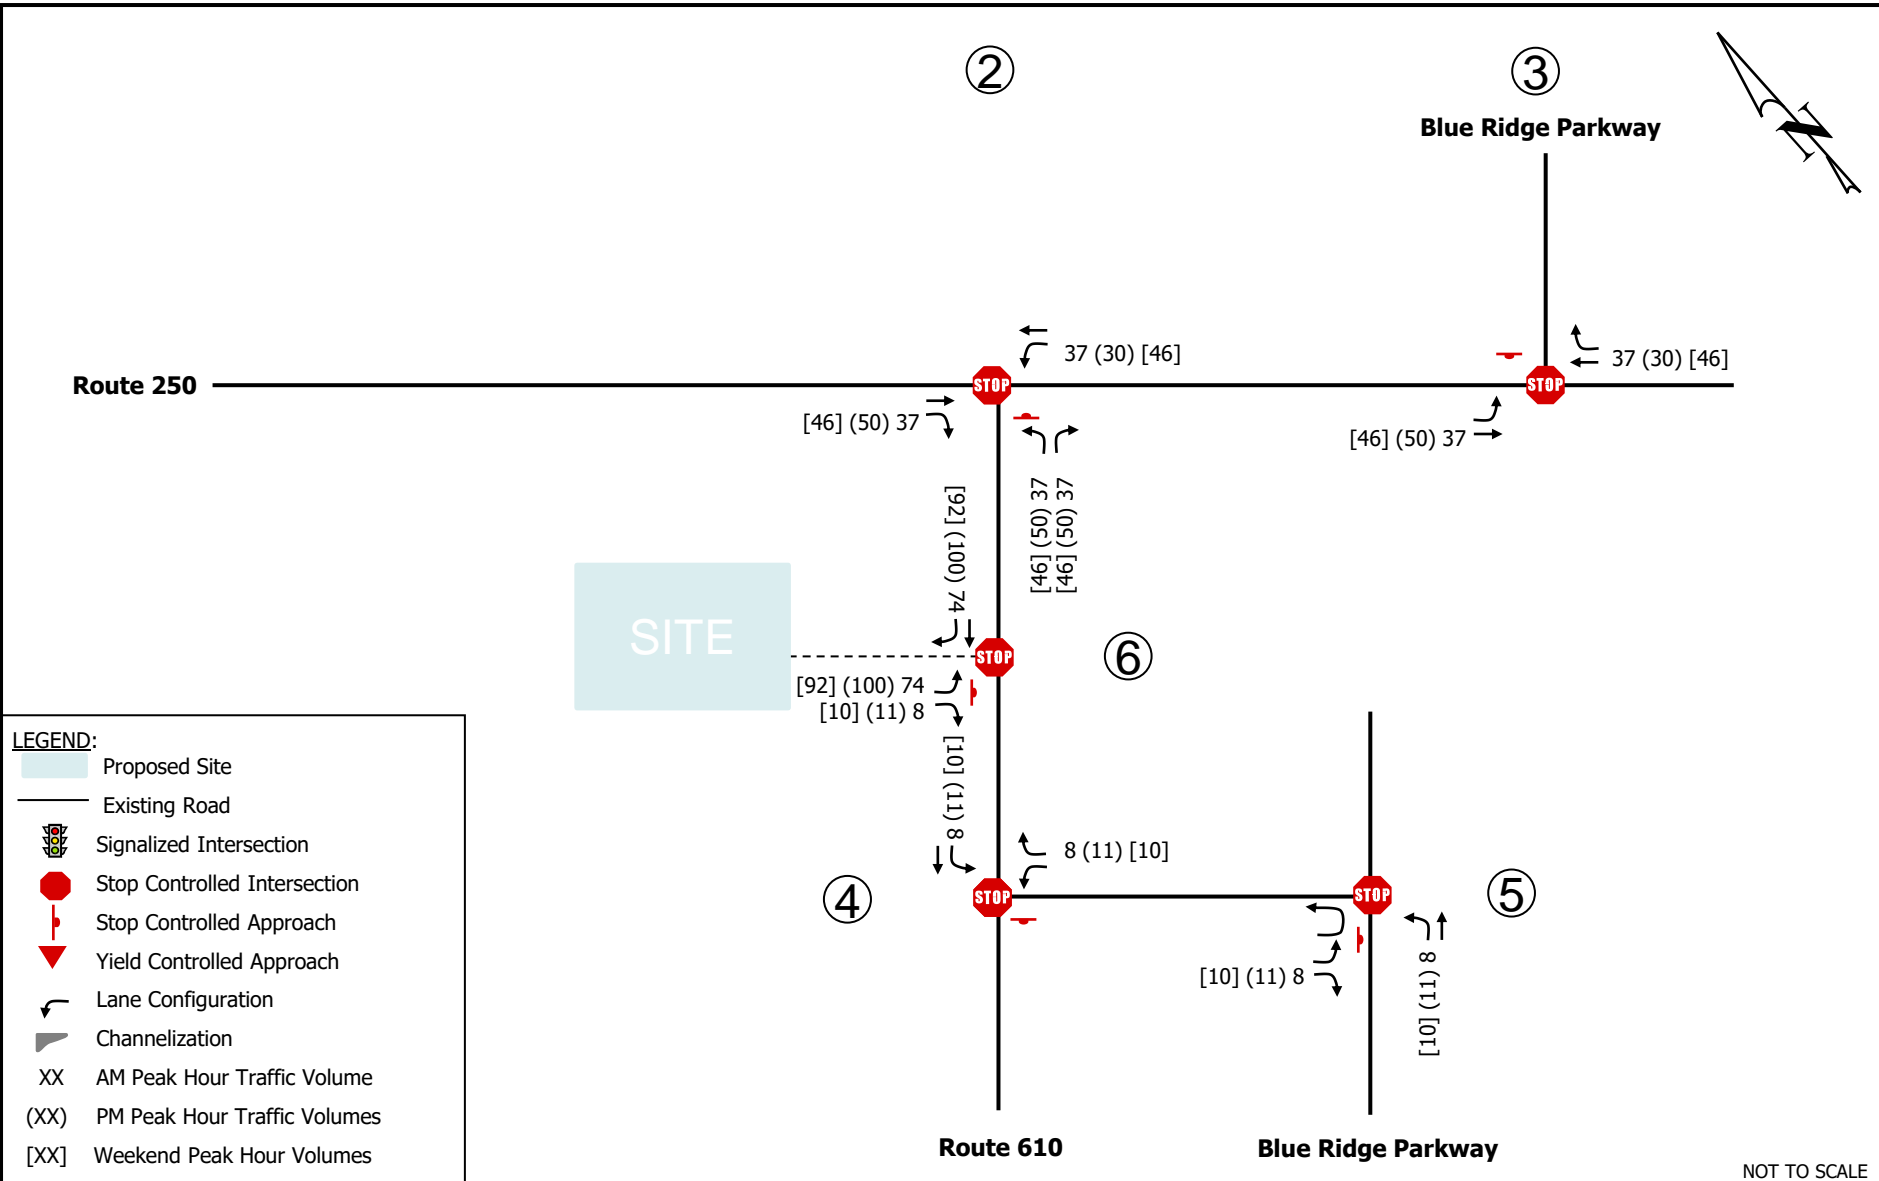 2
3
Blue Ridge Parkway
N
37 (30) [46]
37 (30) [46]
Route 250
STOP
STOP
[46] (50) 37
[46] (50) 37
[46] (50) 37
[46] (50) 37
[92] (100) 74
SITE
STOP
6
[92] (100) 74
[10] (11) 8
[10] (11) 8
8 (11) [10]
4
STOP
STOP
5
[10] (11) 8
[10] (11) 8
Route 610
Blue Ridge Parkway
LEGEND:
Proposed Site
Existing Road
Signalized Intersection
Stop Controlled Intersection
Stop Controlled Approach
Yield Controlled Approach
Lane Configuration
Channelization
XX AM Peak Hour Traffic Volume
(XX) PM Peak Hour Traffic Volumes
[XX] Weekend Peak Hour Volumes
NOT TO SCALE